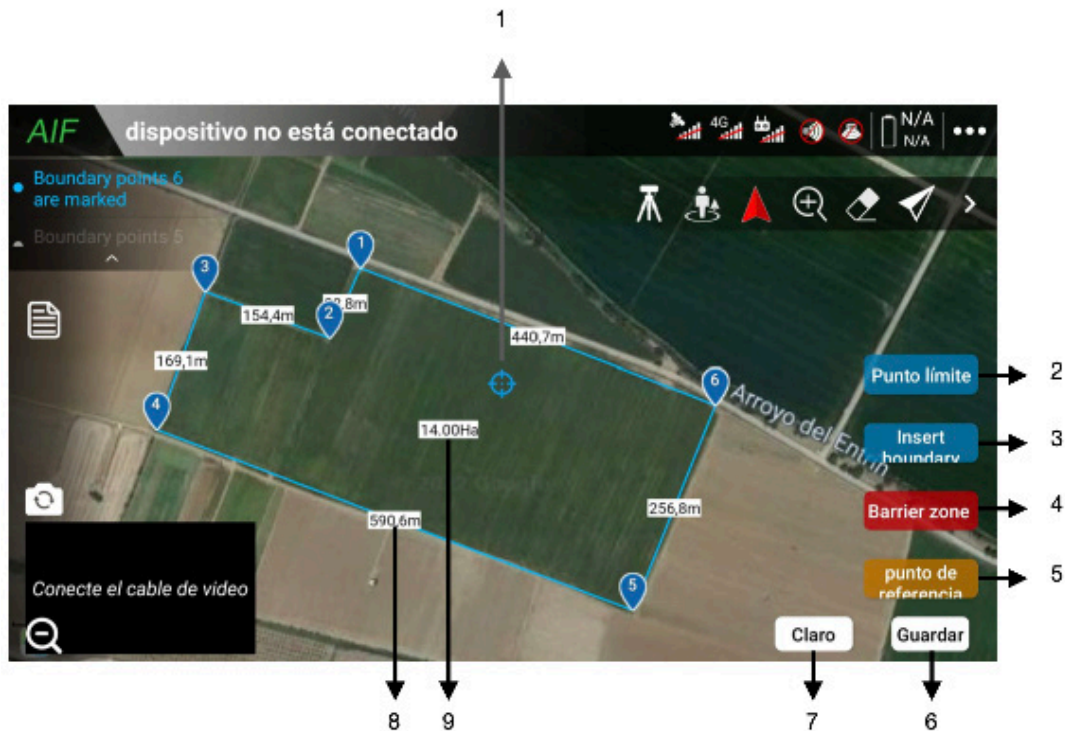 1
AIF
dispositivo no está conectado
4G
N/A
N/A
Boundary points 6
are marked
Boundary points 5
1
3
2
154,4m
440,7m
169,1m
6
4
Arroyo del Entrín
14.00Ha
590,6m
256,8m
5
Punto límite
2
Insert
boundary
3
Barrier zone
4
punto de
referencia
5
Conecte el cable de video
Claro
Guardar
8
9
7
6